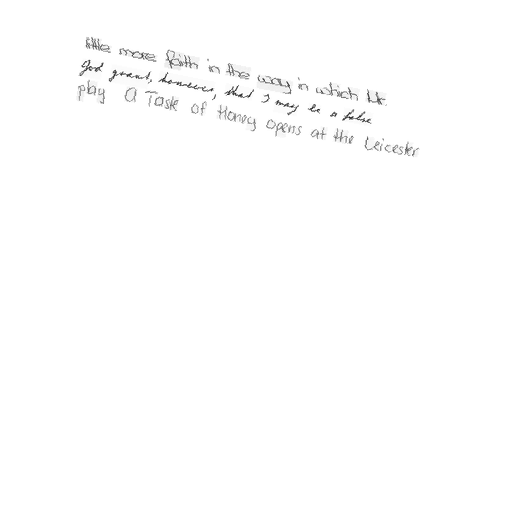 little more faith in the way in which Mr.
God grant, however, that I may be a false
play A Taste of Honey opens at the Leicester